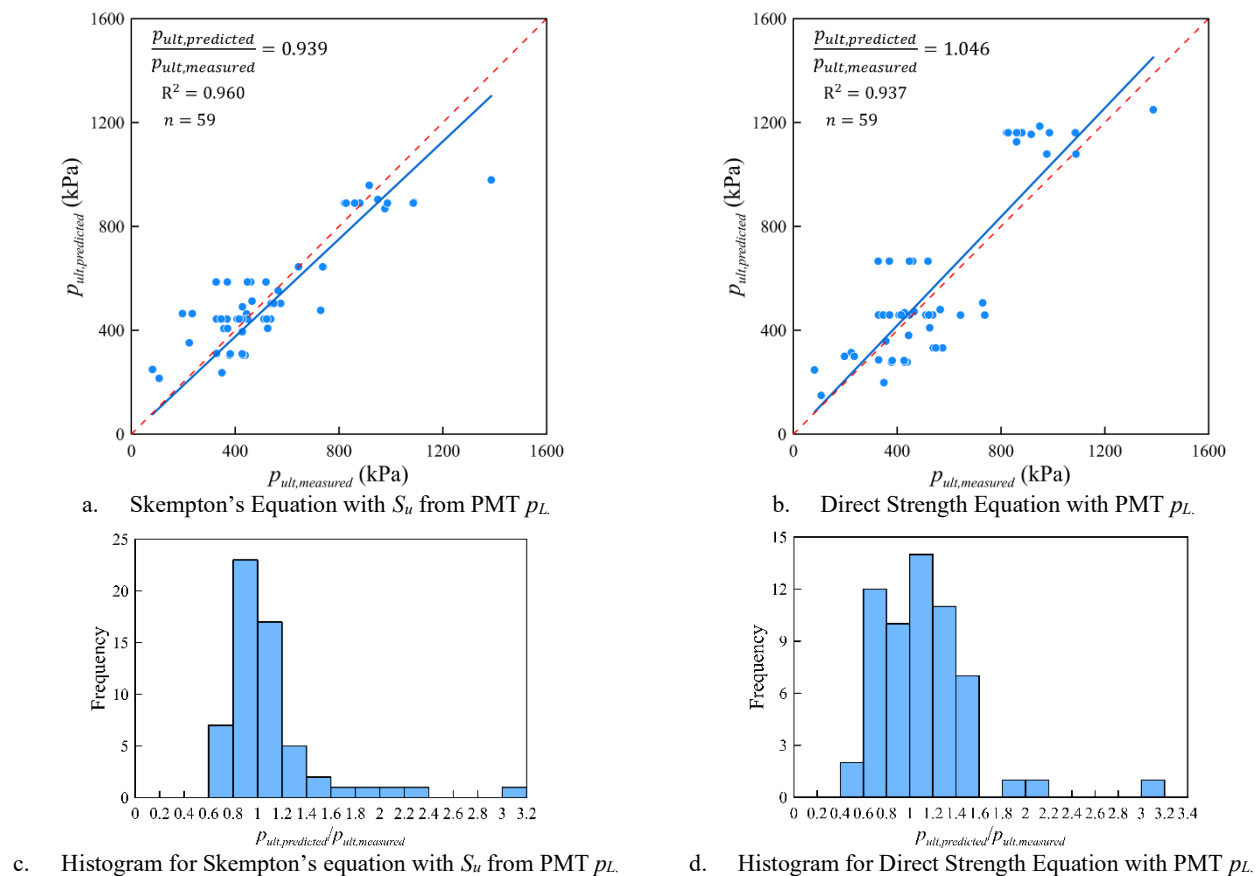 1600
1200
800
400
0
p_ult,predicted (kPa)
p_ult,predicted
p_ult,measured
= 0.939
R² = 0.960
n = 59
0 400 800 1200 1600
p_ult,measured (kPa)
a. Skempton’s Equation with S_u from PMT p_L.
1600
1200
800
400
0
p_ult,predicted (kPa)
p_ult,predicted
p_ult,measured
= 1.046
R² = 0.937
n = 59
0 400 800 1200 1600
p_ult,measured (kPa)
b. Direct Strength Equation with PMT p_L.
25
20
15
10
5
0
Frequency
0 0.2 0.4 0.6 0.8 1 1.2 1.4 1.6 1.8 2 2.2 2.4 2.6 2.8 3 3.2
p_ult,predicted/p_ult,measured
c. Histogram for Skempton’s equation with S_u from PMT p_L.
15
12
9
6
3
0
Frequency
0 0.2 0.4 0.6 0.8 1 1.2 1.4 1.6 1.8 2 2.2 2.4 2.6 2.8 3 3.2 3.4
p_ult,predicted/p_ult,measured
d. Histogram for Direct Strength Equation with PMT p_L.